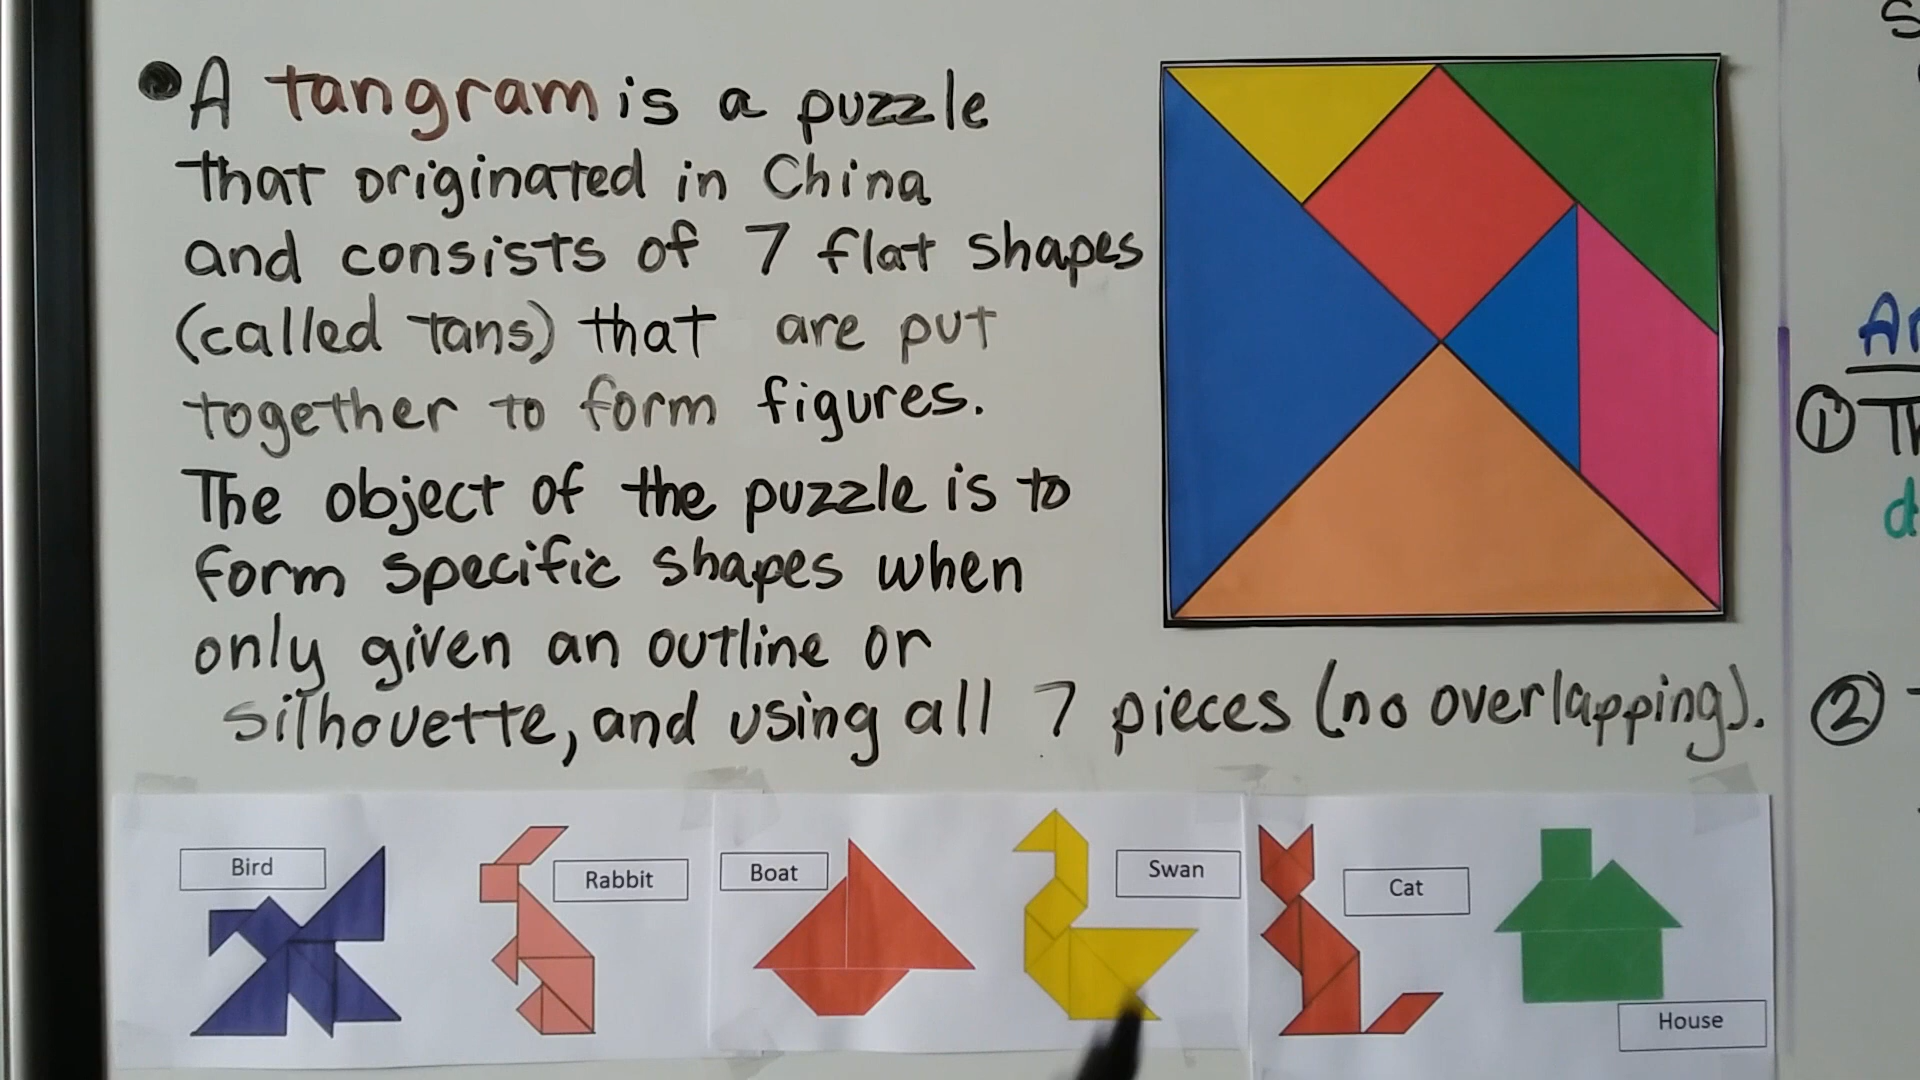 A tangram is a puzzle
that originated in China
and consists of 7 flat shapes
(called tans) that are put
together to form figures.
The object of the puzzle is to
form specific shapes when
only given an outline or
silhouette, and using all 7 pieces (no overlapping).
Bird
Rabbit
Boat
Swan
Cat
House
①
②